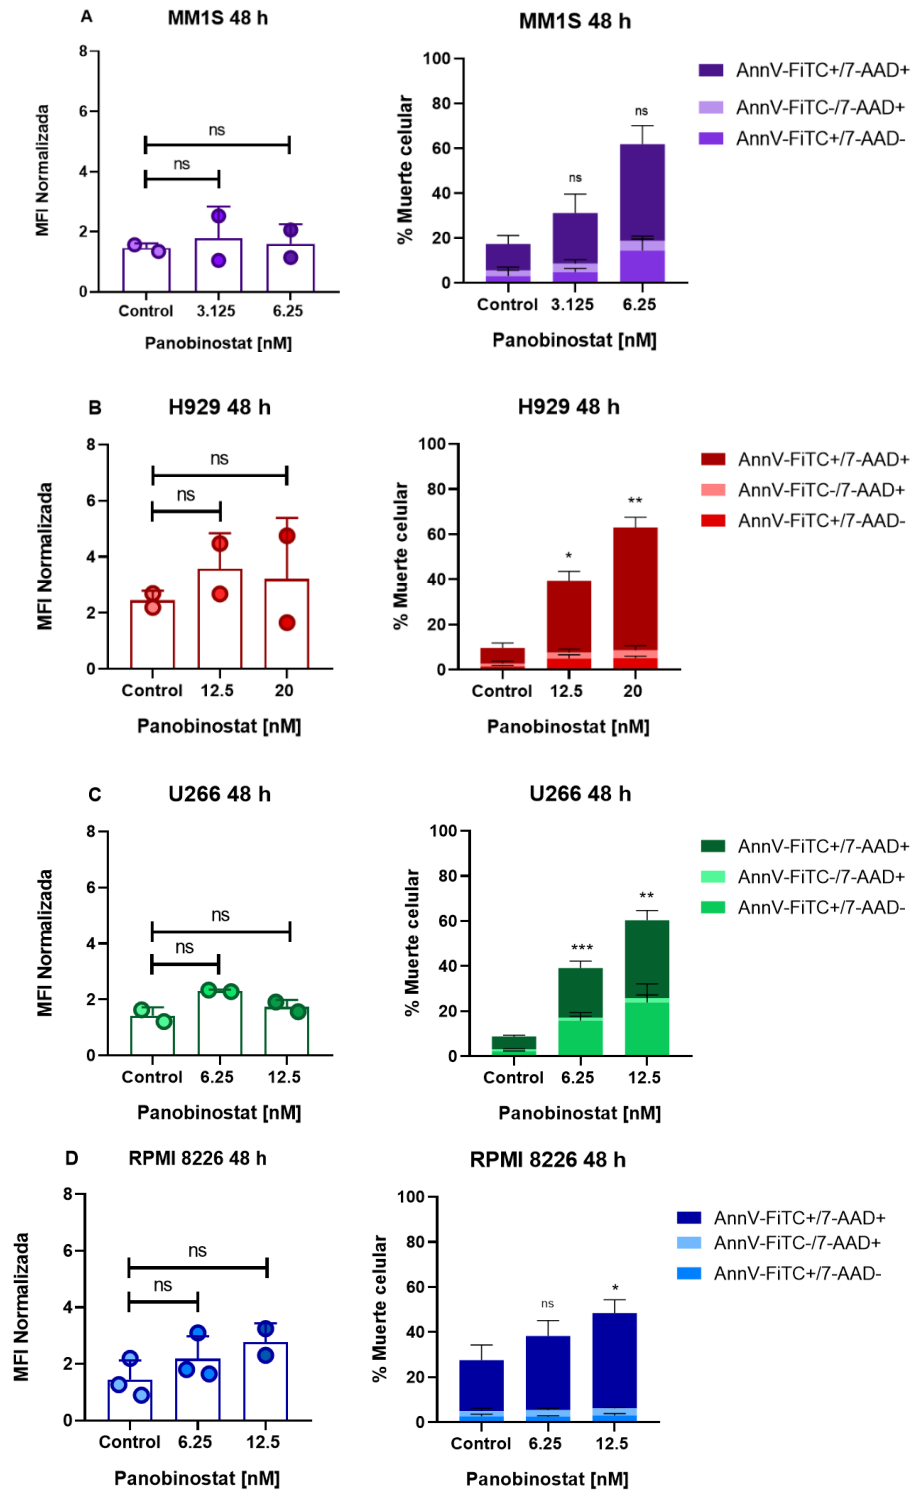 A
MM1S 48 h
MFI Normalizada
8
6
4
2
0
ns
ns
Control
3.125
6.25
Panobinostat [nM]
MM1S 48 h
% Muerte celular
100
80
60
40
20
0
ns
ns
Control
3.125
6.25
Panobinostat [nM]
AnnV-FiTC+/7-AAD+
AnnV-FiTC-/7-AAD+
AnnV-FiTC+/7-AAD-
B
H929 48 h
MFI Normalizada
8
6
4
2
0
ns
ns
Control
12.5
20
Panobinostat [nM]
H929 48 h
% Muerte celular
100
80
60
40
20
0
*
**
Control
12.5
20
Panobinostat [nM]
AnnV-FiTC+/7-AAD+
AnnV-FiTC-/7-AAD+
AnnV-FiTC+/7-AAD-
C
U266 48 h
MFI Normalizada
8
6
4
2
0
ns
ns
Control
6.25
12.5
Panobinostat [nM]
U266 48 h
% Muerte celular
100
80
60
40
20
0
***
**
Control
6.25
12.5
Panobinostat [nM]
AnnV-FiTC+/7-AAD+
AnnV-FiTC-/7-AAD+
AnnV-FiTC+/7-AAD-
D
RPMI 8226 48 h
MFI Normalizada
8
6
4
2
0
ns
ns
Control
6.25
12.5
Panobinostat [nM]
RPMI 8226 48 h
% Muerte celular
100
80
60
40
20
0
ns
*
Control
6.25
12.5
Panobinostat [nM]
AnnV-FiTC+/7-AAD+
AnnV-FiTC-/7-AAD+
AnnV-FiTC+/7-AAD-